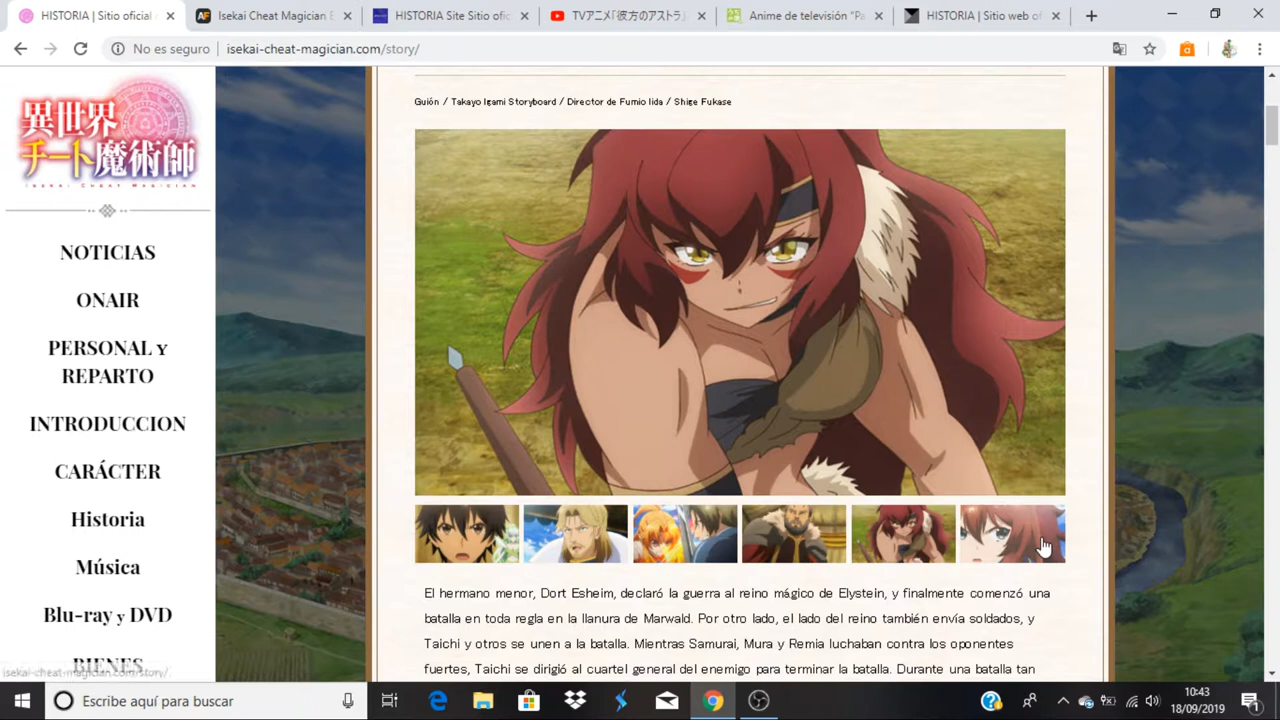 HISTORIA | Sitio oficial
Isekai Cheat Magician E
HISTORIA Site Sitio ofic
TVアニメ「彼方のアストラ」
Anime de televisión "Pa
HISTORIA | Sitio web of
No es seguro
isekai-cheat-magician.com/story/
異世界
チート魔術師
ISEKAI CHEAT MAGICIAN
NOTICIAS
ONAIR
PERSONAL Y
REPARTO
INTRODUCCION
CARÁCTER
Historia
Música
Blu-ray y DVD
BIENES
isekai-cheat-magician.com/story/
Guión / Takayo Igami Storyboard / Director de Fumio Iida / Shige Fukase
El hermano menor, Dort Esheim, declaró la guerra al reino mágico de Elystein, y finalmente comenzó una
batalla en toda regla en la llanura de Marwald. Por otro lado, el lado del reino también envía soldados, y
Taichi y otros se unen a la batalla. Mientras Samurai, Mura y Remia luchaban contra los oponentes
fuertes, Taichi se dirigió al cuartel general del enemigo para terminar la batalla. Durante una batalla tan
Escribe aquí para buscar
10:43
18/09/2019
1